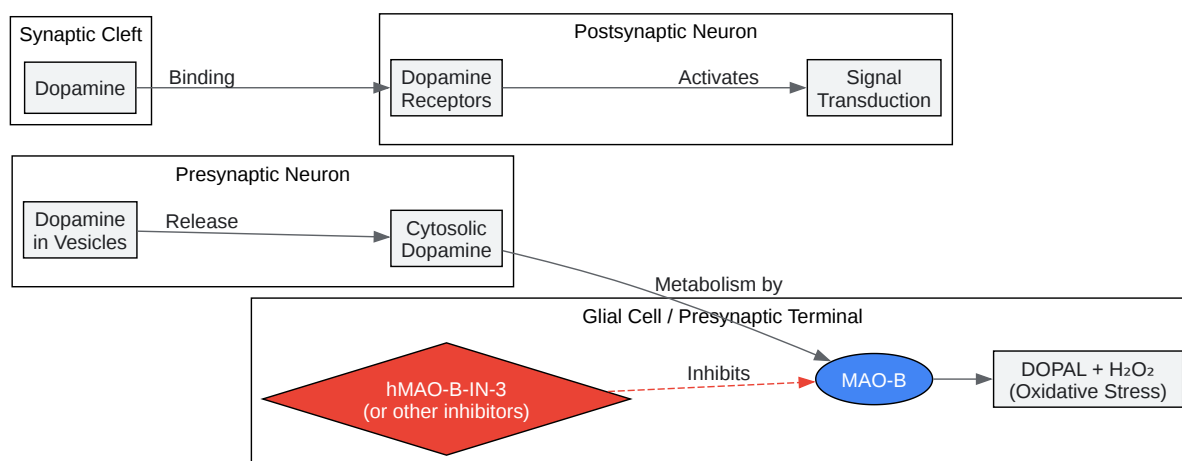 Synaptic Cleft
Dopamine
Binding
Postsynaptic Neuron
Dopamine
Receptors
Activates
Signal
Transduction
Presynaptic Neuron
Dopamine
in Vesicles
Release
Cytosolic
Dopamine
Metabolism by
Glial Cell / Presynaptic Terminal
hMAO-B-IN-3
(or other inhibitors)
Inhibits
MAO-B
DOPAL + H₂O₂
(Oxidative Stress)